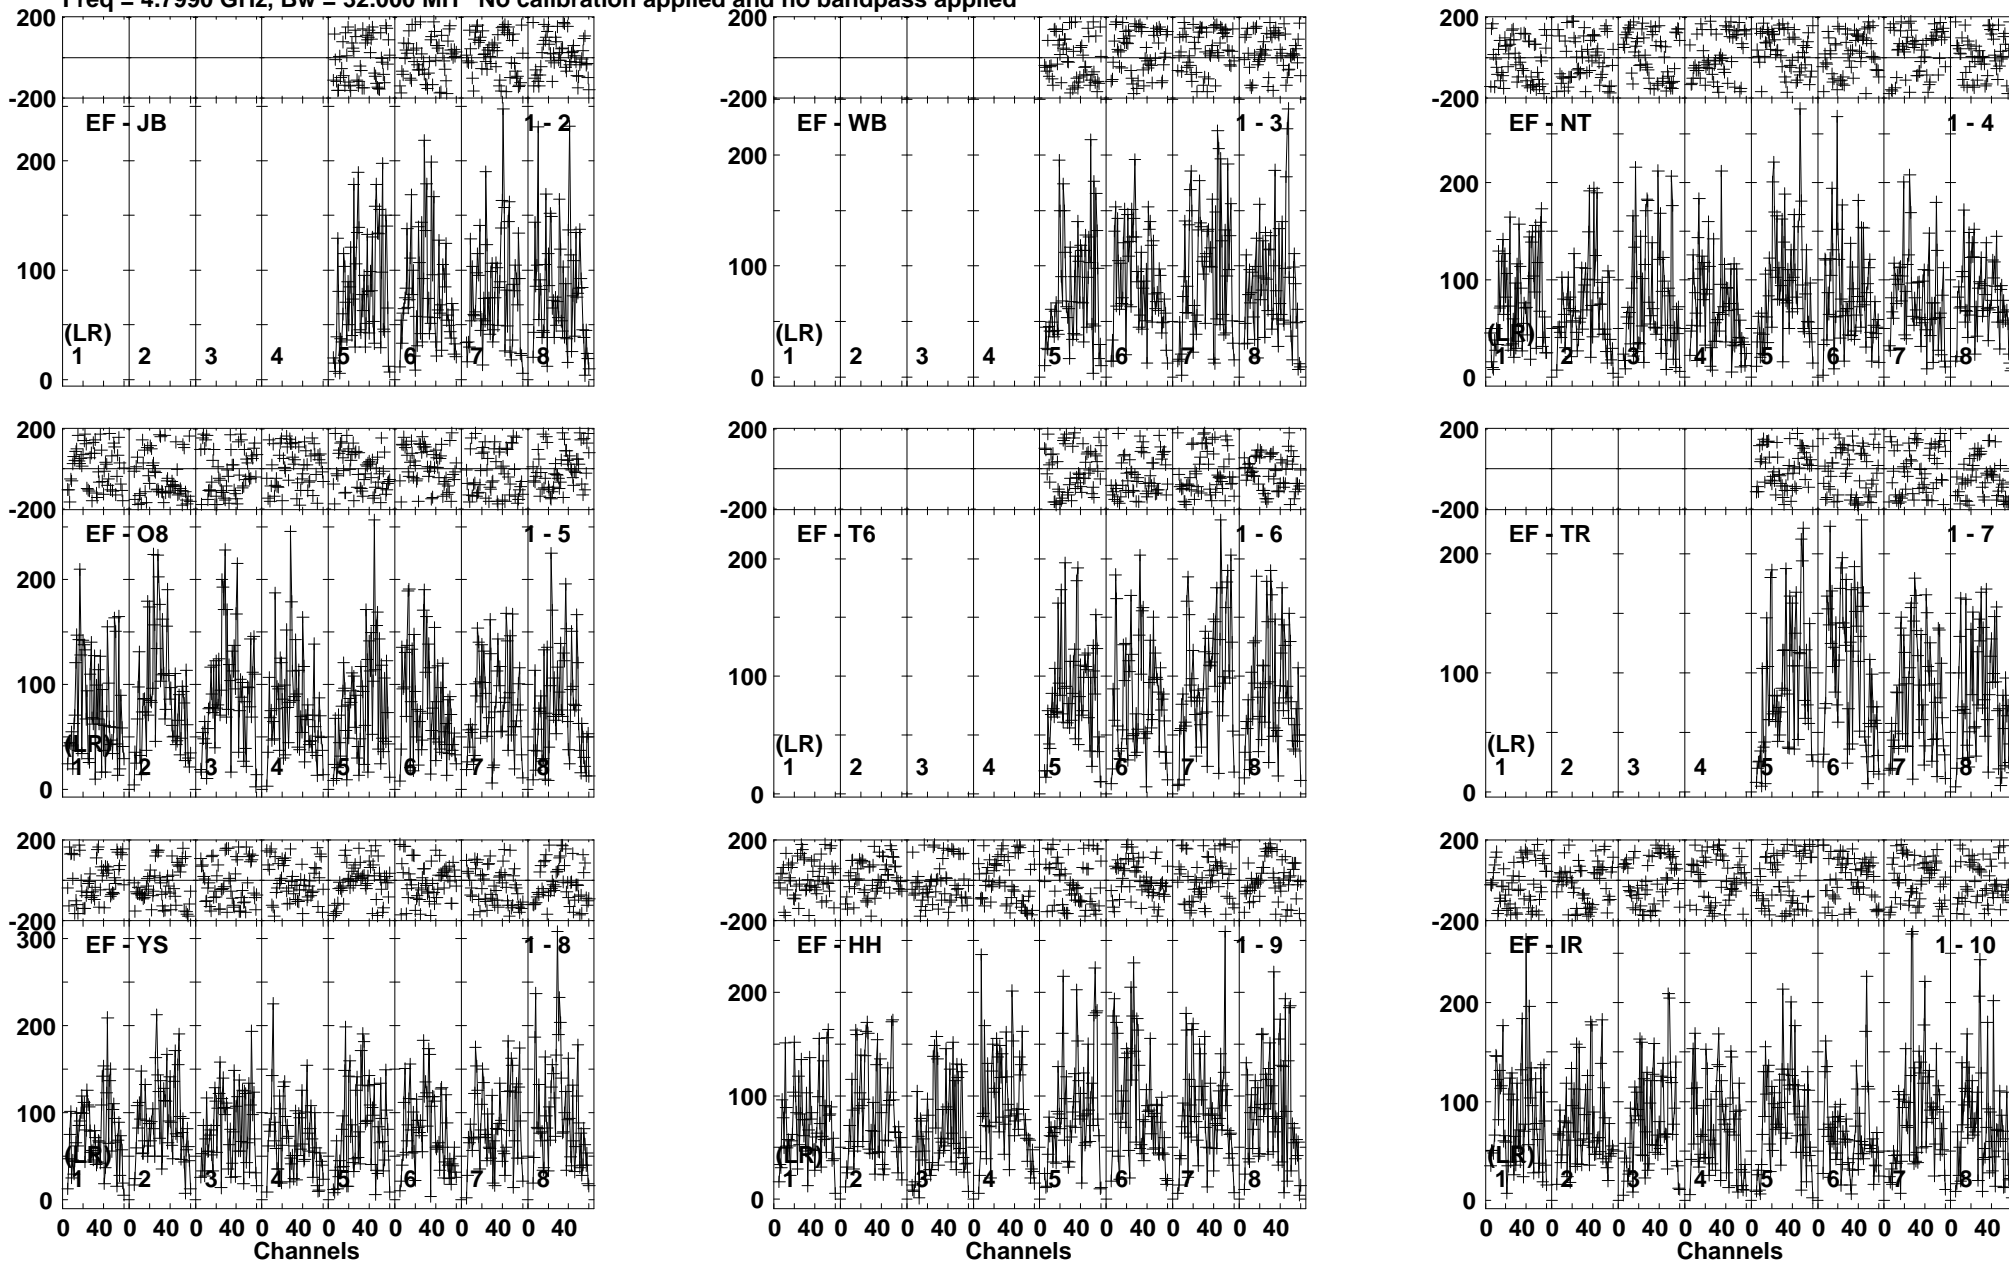 Freq = 4.7990 GHz, Bw = 32.000 MH No calibration applied and no bandpass applied
200 200 200
-200 -200 -200
EF - JB 1 - 2 EF - WB 1 - 3 EF - NT 1 - 4
200 200 200
100 100 100
(LR) (LR) (LR)
1 2 3 4 5 6 7 8 1 2 3 4 5 6 7 8 1 2 3 4 5 6 7 8
0 0 0
200 200 200
-200 -200 -200
EF - O8 1 - 5 EF - T6 1 - 6 EF - TR 1 - 7
200 200 200
100 100 100
(LR) (LR) (LR)
1 2 3 4 5 6 7 8 1 2 3 4 5 6 7 8 1 2 3 4 5 6 7 8
0 0 0
200 200 200
-200 -200 -200
300
EF - YS 1 - 8 EF - HH 1 - 9 EF - IR 1 - 10
200 200 200
100 100 100
(LR) (LR) (LR)
1 2 3 4 5 6 7 8 1 2 3 4 5 6 7 8 1 2 3 4 5 6 7 8
0 0 0
0 40 0 40 0 40 0 40 0 40 0 40 0 40 0 40 0 40 0 40 0 40 0 40 0 40 0 40 0 40 0 40 0 40 0 40 0 40 0 40 0 40 0 40 0 40 0 40
Channels Channels